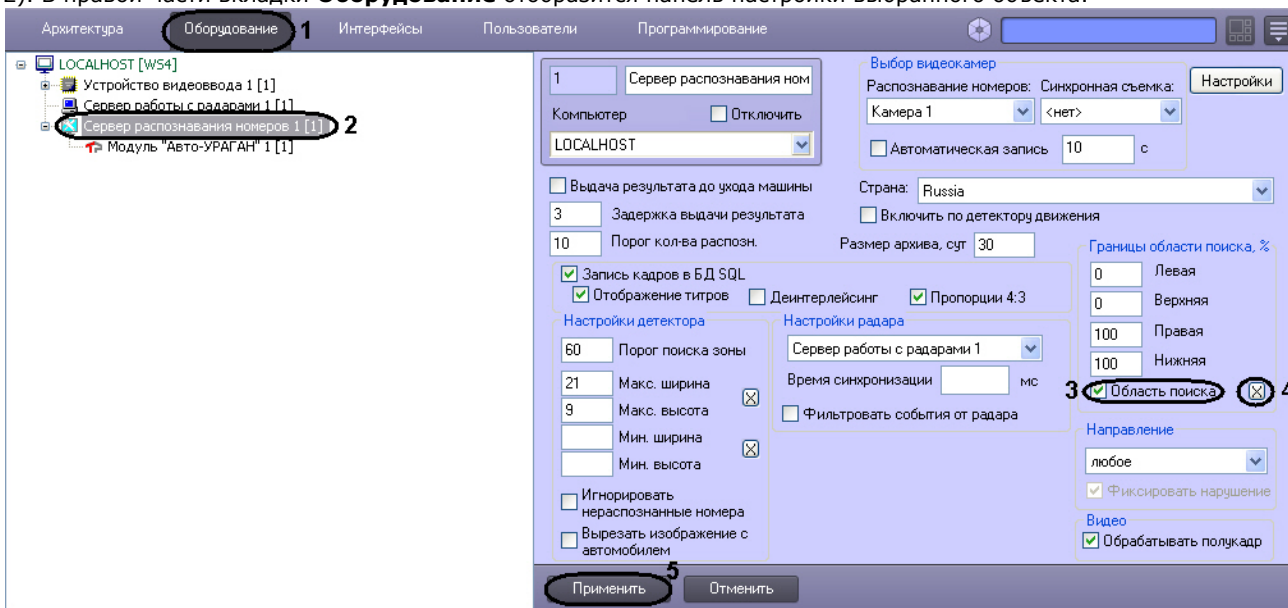 2). В правой части вкладки Оборудование отобразится панель настройки выбранного объекта.
Архитектура Оборудование 1 Интерфейсы Пользователи Программирование
LOCALHOST [WS4]
Устройство видеоввода 1 [1]
Сервер работы с радарами 1 [1]
Сервер распознавания номеров 1 [1] 2
Модуль "Авто-УРАГАН" 1 [1]
1 Сервер распознавания ном
Компьютер Отключить
LOCALHOST
Выбор видеокамер
Распознавание номеров: Синхронная съемка: Настройки
Камера 1 <нет>
Автоматическая запись 10 с
Выдача результата до ухода машины
Страна: Russia
3 Задержка выдачи результата
Включить по детектору движения
10 Порог кол-ва распозн.
Размер архива, сут 30
Запись кадров в БД SQL
Отображение титров Деинтерлейсинг Пропорции 4:3
Границы области поиска, %
0 Левая
0 Верхняя
100 Правая
100 Нижняя
3 Область поиска 4
Настройки детектора
60 Порог поиска зоны
21 Макс. ширина
9 Макс. высота
Мин. ширина
Мин. высота
Игнорировать
нераспознанные номера
Вырезать изображение с
автомобилем
Настройки радара
Сервер работы с радарами 1
Время синхронизации мс
Фильтровать события от радара
Направление
любое
Фиксировать нарушение
Видео
Обрабатывать полукадр
Применить 5 Отменить